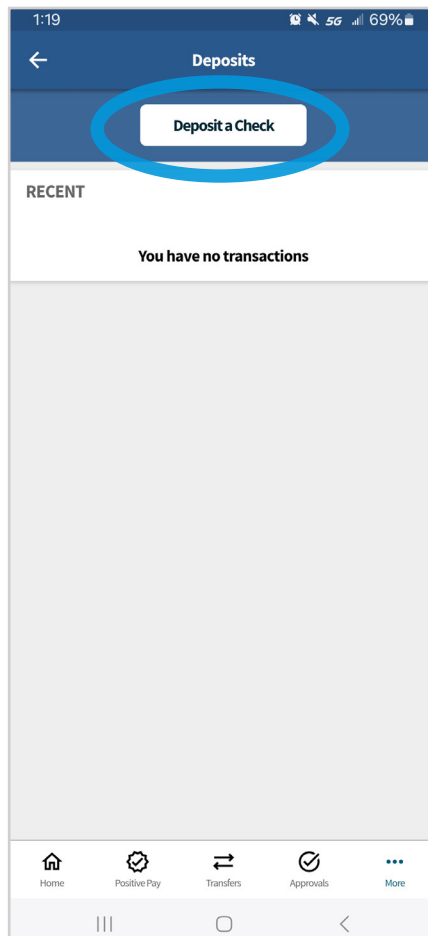 1:19 5G 69%
Deposits
Deposit a Check
RECENT
You have no transactions
Home Positive Pay Transfers Approvals More